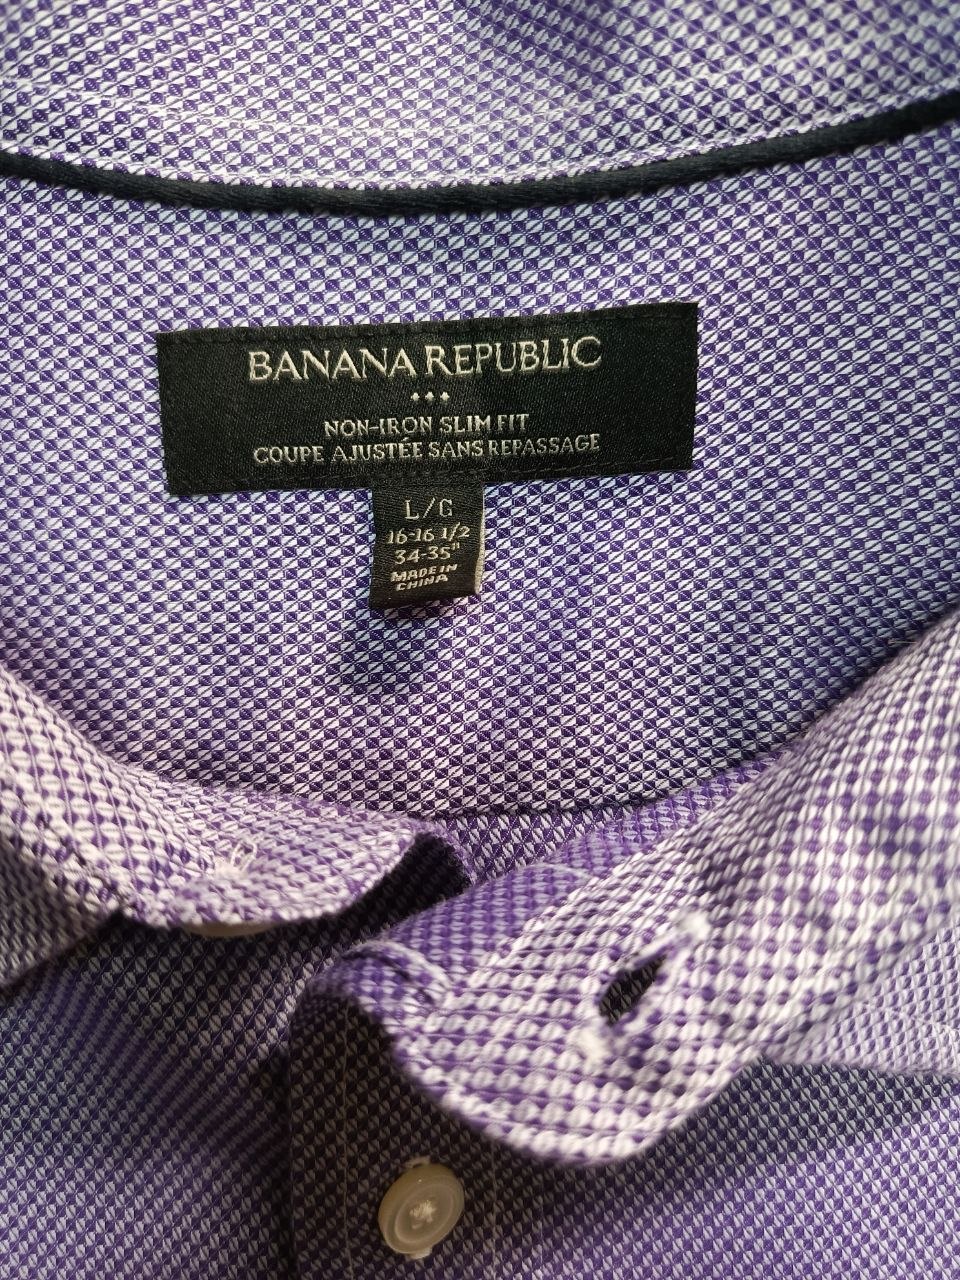 BANANA REPUBLIC
NON-IRON SLIM FIT
COUPE AJUSTÉE SANS REPASSAGE
L/G
16-16 1/2
34-35"
MADE IN
CHINA